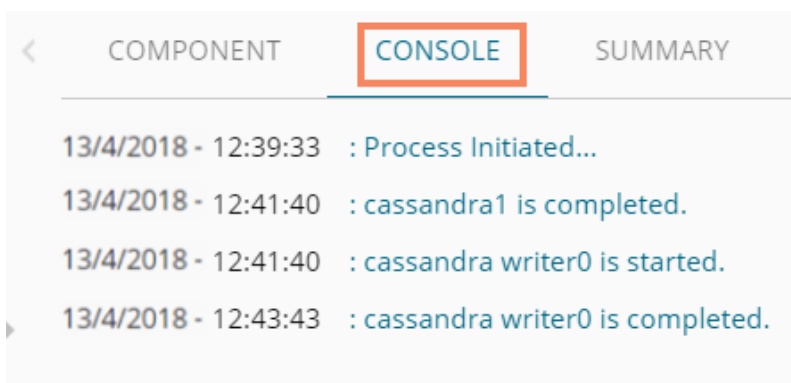 COMPONENT CONSOLE SUMMARY
13/4/2018 - 12:39:33 : Process Initiated...
13/4/2018 - 12:41:40 : cassandra1 is completed.
13/4/2018 - 12:41:40 : cassandra writer0 is started.
13/4/2018 - 12:43:43 : cassandra writer0 is completed.